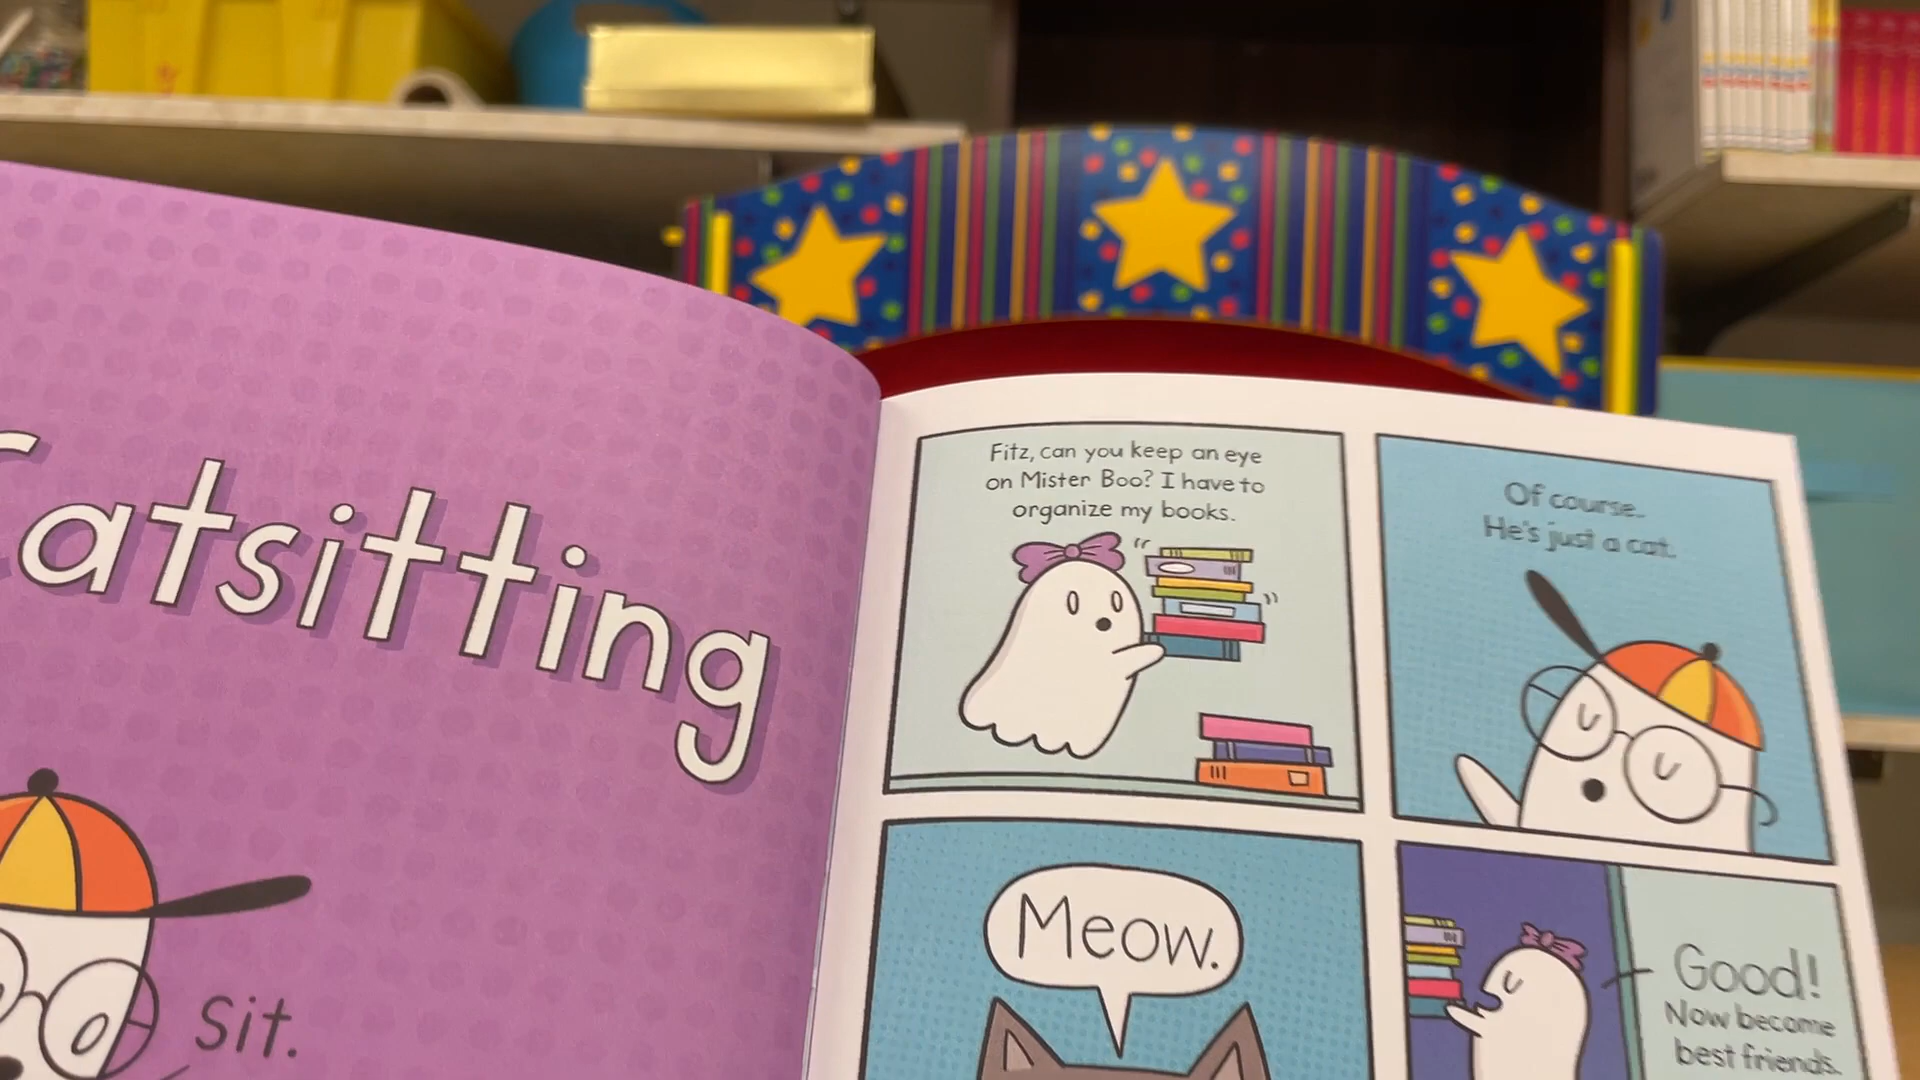 Catsitting
Sit.
Fitz, can you keep an eye
on Mister Boo? I have to
organize my books.
Of course.
He's just a cat.
Meow.
Good!
Now become
best friends.